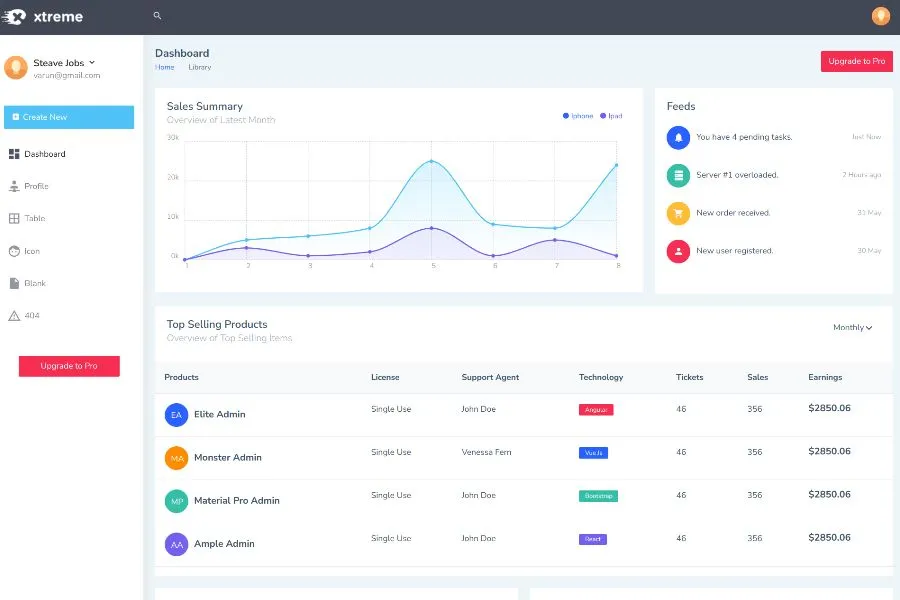 xtreme
Steave Jobs
varun@gmail.com
Create New
Dashboard
Profile
Table
Icon
Blank
404
Upgrade to Pro
Dashboard
Home Library
Upgrade to Pro
Sales Summary
Overview of Latest Month
Iphone Ipad
30k
20k
10k
0k
1 2 3 4 5 6 7 8
Feeds
You have 4 pending tasks. Just Now
Server #1 overloaded. 2 Hours ago
New order received. 31 May
New user registered. 30 May
Top Selling Products
Overview of Top Selling Items
Monthly
Products License Support Agent Technology Tickets Sales Earnings
EA Elite Admin Single Use John Doe Angular 46 356 $2850.06
MA Monster Admin Single Use Venessa Fern Vue Js 46 356 $2850.06
MP Material Pro Admin Single Use John Doe Bootstrap 46 356 $2850.06
AA Ample Admin Single Use John Doe React 46 356 $2850.06